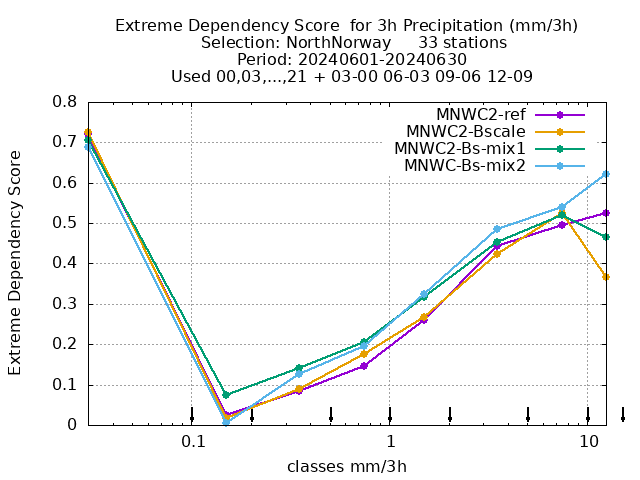 Extreme Dependency Score  for 3h Precipitation (mm/3h)
Selection: NorthNorway     33 stations
Period: 20240601-20240630
Used 00,03,...,21 + 03-00 06-03 09-06 12-09
MNWC2-ref
MNWC2-Bscale
MNWC2-Bs-mix1
MNWC-Bs-mix2
Extreme Dependency Score
0.8
0.7
0.6
0.5
0.4
0.3
0.2
0.1
0
0.1 1 10
classes mm/3h